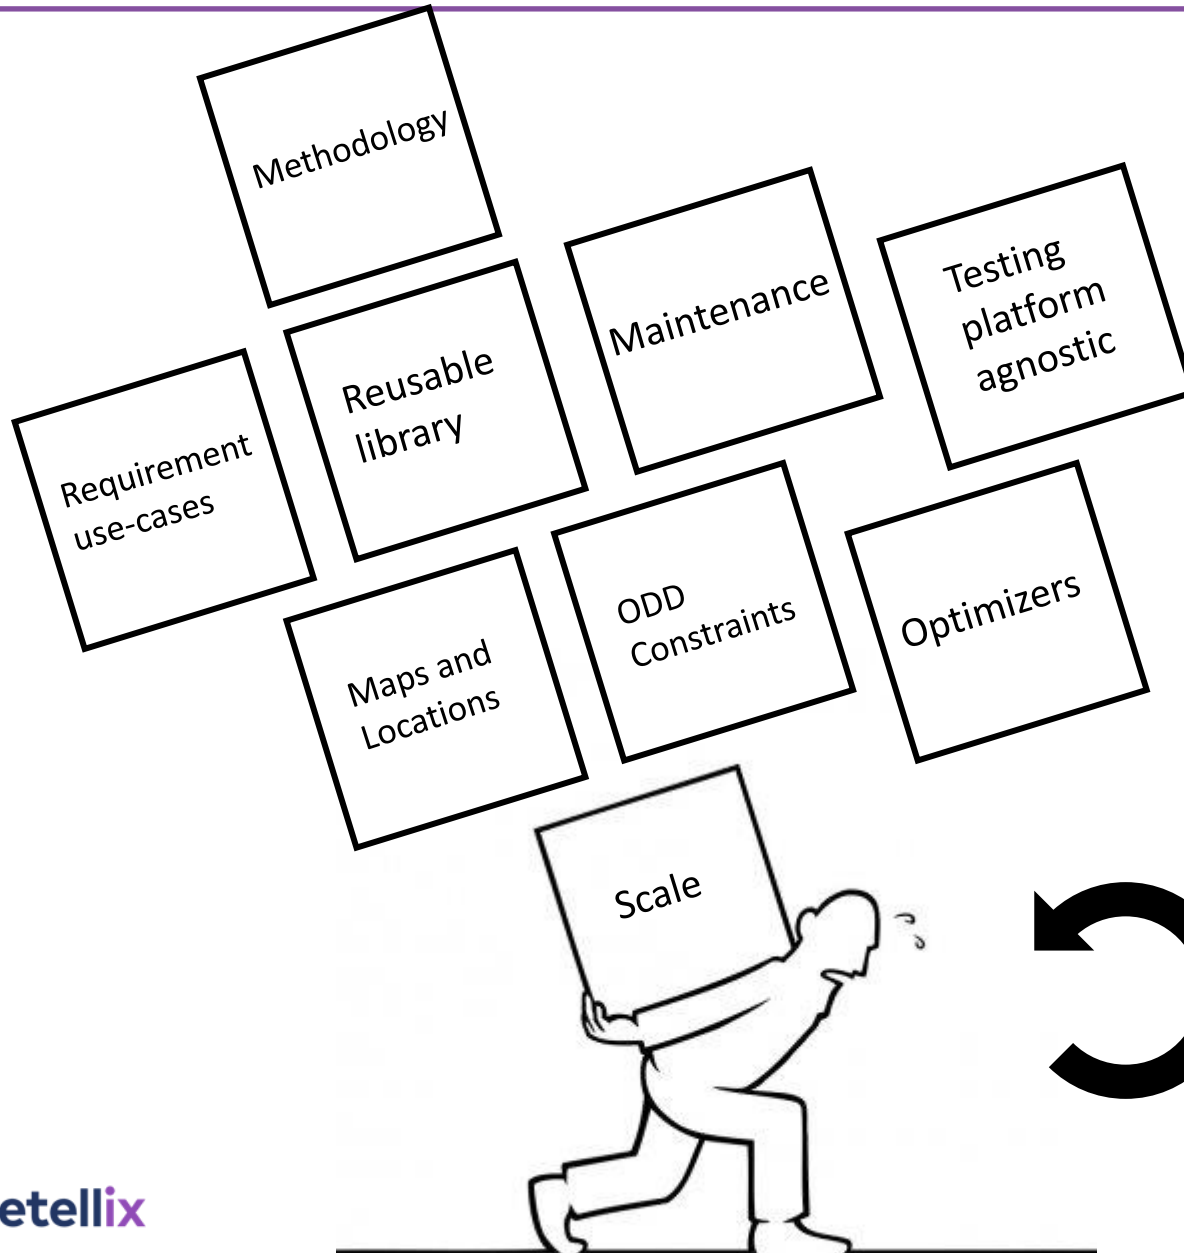 Methodology
Maintenance
Testing
platform
agnostic
Reusable
library
Requirement
use-cases
ODD
Constraints
Optimizers
Maps and
Locations
Scale
etellix